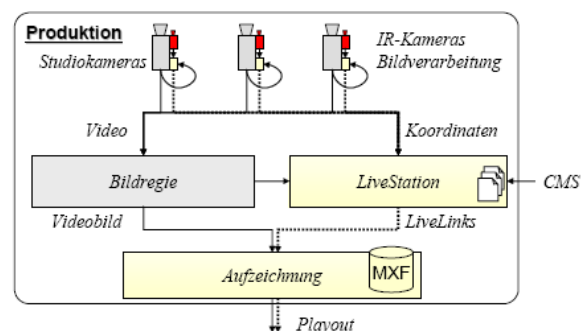 Produktion
Studiokameras
IR-Kameras
Bildverarbeitung
Video
Koordinaten
Bildregie
LiveStation
CMS
Videobild
LiveLinks
Aufzeichnung
MXF
Playout